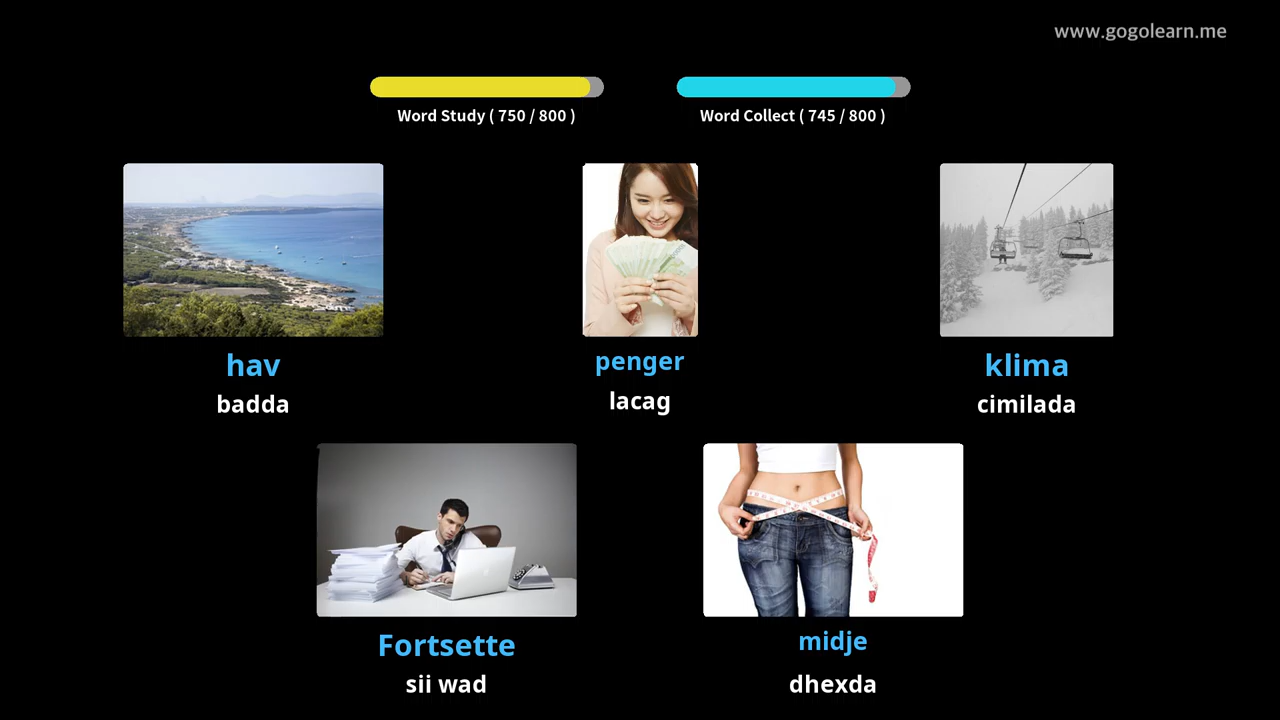 www.gogolearn.me
Word Study ( 750 / 800 )
Word Collect ( 745 / 800 )
hav
badda
penger
lacag
klima
cimilada
Fortsette
sii wad
midje
dhexda